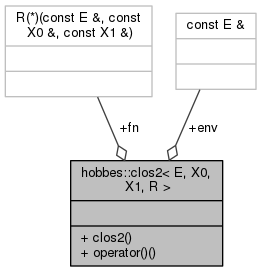 R(*)(const E &, const
X0 &, const X1 &)
const E &
+fn
+env
hobbes::clos2< E, X0,
X1, R >
+ clos2()
+ operator()()